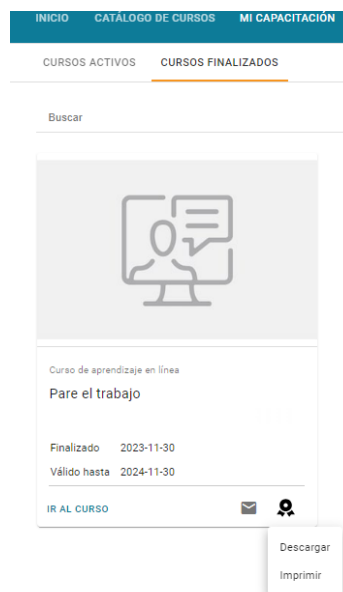 INICIO CATÁLOGO DE CURSOS MI CAPACITACIÓN
CURSOS ACTIVOS CURSOS FINALIZADOS
Buscar
Curso de aprendizaje en línea
Pare el trabajo
Finalizado 2023-11-30
Válido hasta 2024-11-30
IR AL CURSO
Descargar
Imprimir